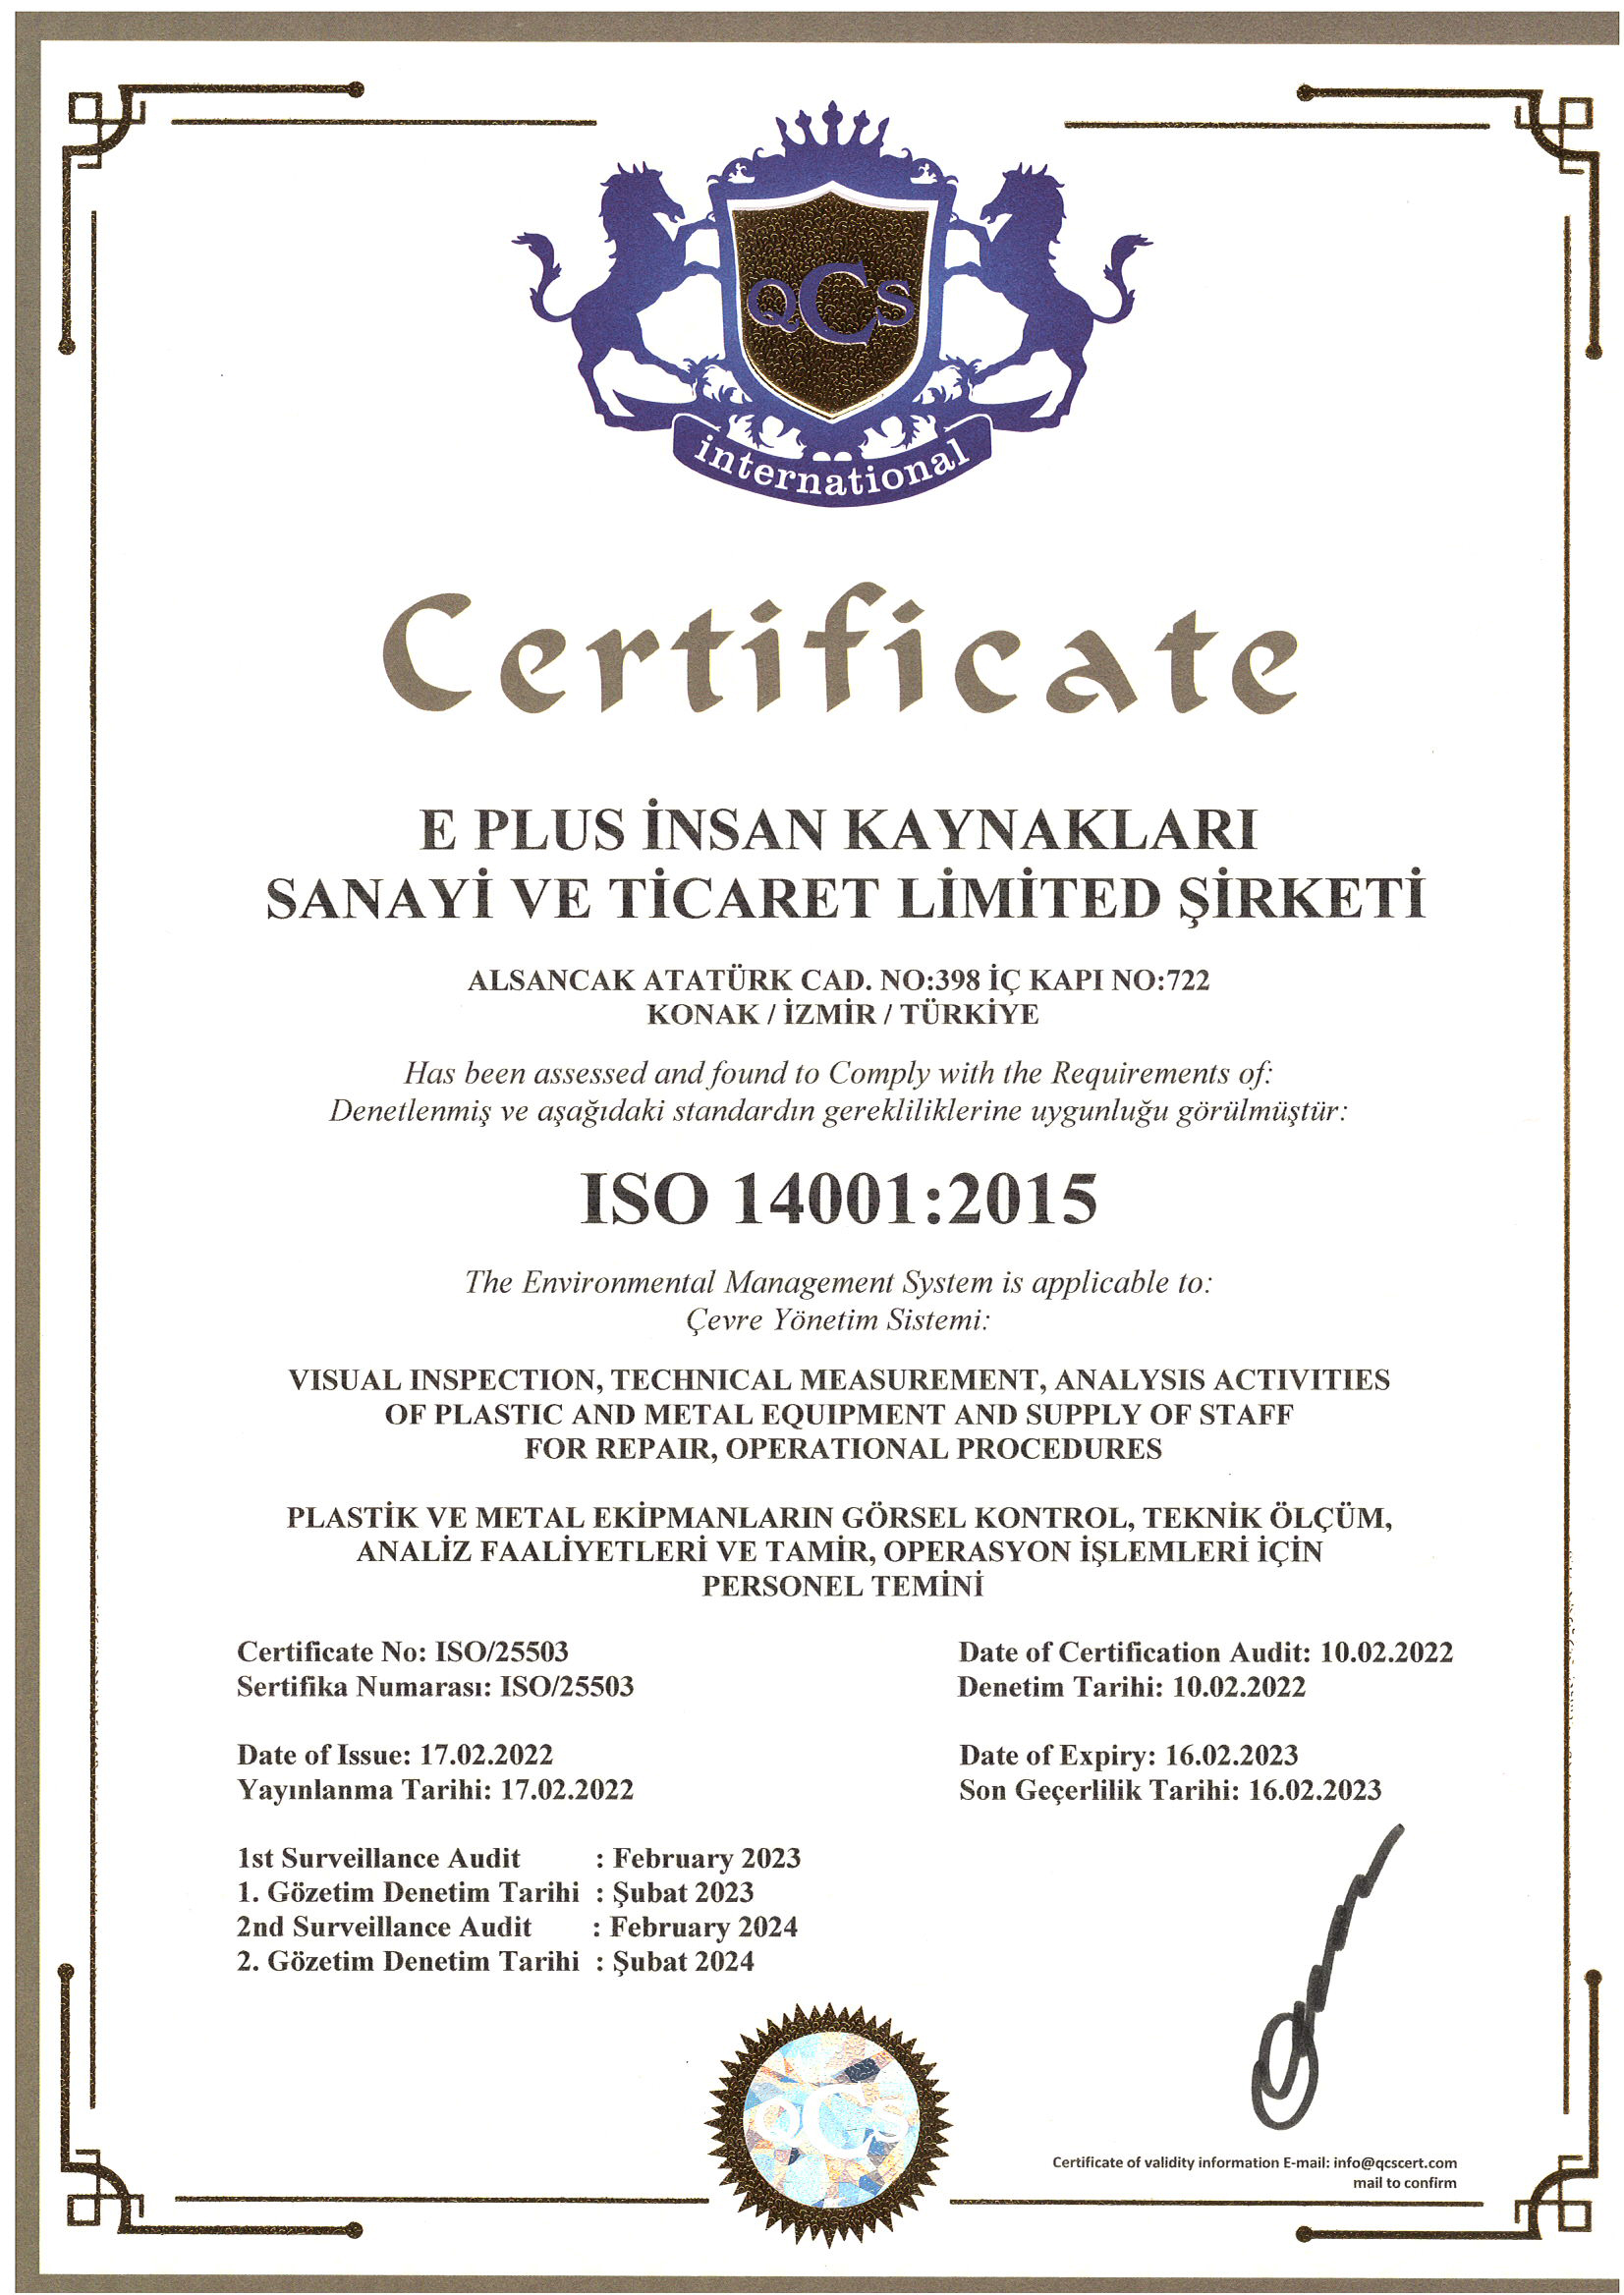 QCS
international
Certificate
E PLUS İNSAN KAYNAKLARI
SANAYİ VE TİCARET LİMİTED ŞİRKETİ
ALSANCAK ATATÜRK CAD. NO:398 İÇ KAPI NO:722
KONAK / İZMİR / TÜRKİYE
Has been assessed and found to Comply with the Requirements of:
Denetlenmiş ve aşağıdaki standardın gerekliliklerine uygunluğu görülmüştür:
ISO 14001:2015
The Environmental Management System is applicable to:
Çevre Yönetim Sistemi:
VISUAL INSPECTION, TECHNICAL MEASUREMENT, ANALYSIS ACTIVITIES
OF PLASTIC AND METAL EQUIPMENT AND SUPPLY OF STAFF
FOR REPAIR, OPERATIONAL PROCEDURES
PLASTİK VE METAL EKİPMANLARIN GÖRSEL KONTROL, TEKNİK ÖLÇÜM,
ANALİZ FAALİYETLERİ VE TAMİR, OPERASYON İŞLEMLERİ İÇİN
PERSONEL TEMİNİ
Certificate No: ISO/25503
Sertifika Numarası: ISO/25503
Date of Certification Audit: 10.02.2022
Denetim Tarihi: 10.02.2022
Date of Issue: 17.02.2022
Yayınlanma Tarihi: 17.02.2022
Date of Expiry: 16.02.2023
Son Geçerlilik Tarihi: 16.02.2023
1st Surveillance Audit : February 2023
1. Gözetim Denetim Tarihi : Şubat 2023
2nd Surveillance Audit : February 2024
2. Gözetim Denetim Tarihi : Şubat 2024
QCS
Certificate of validity information E-mail: info@qcscert.com
mail to confirm